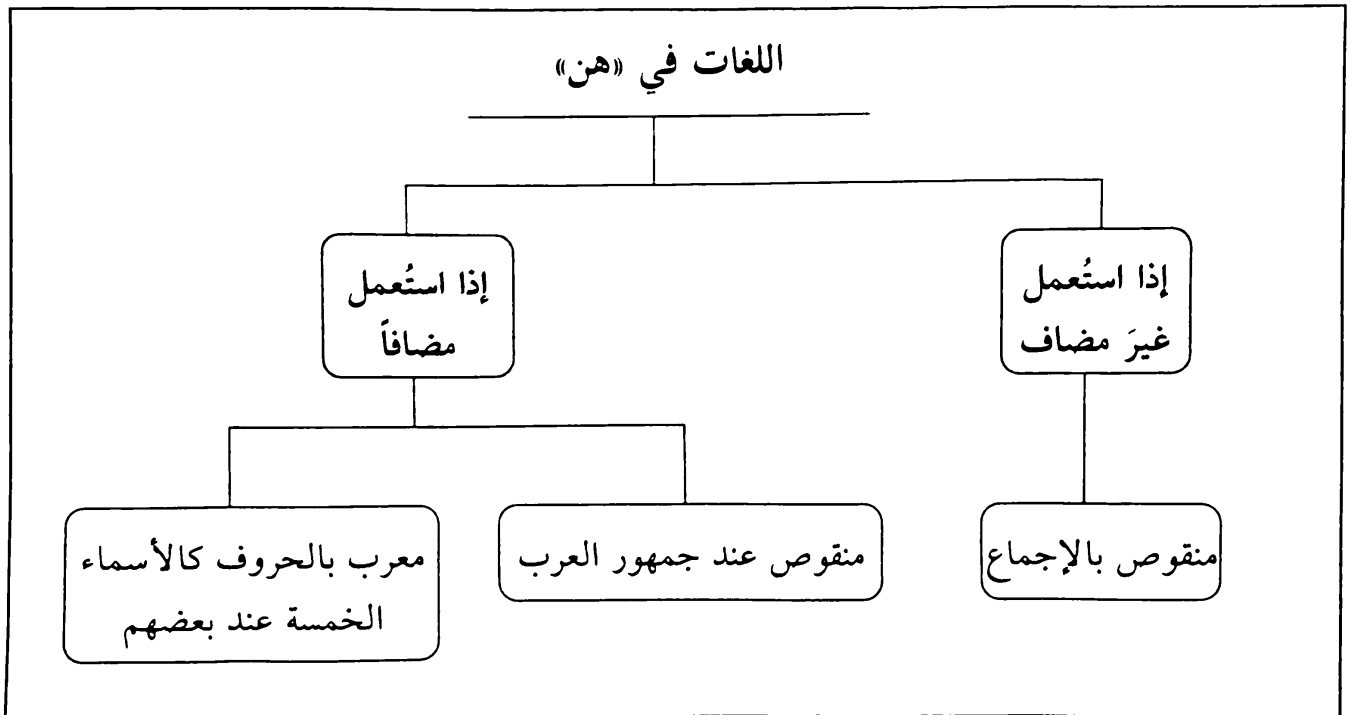 اللغات في «هن»
إذا استُعمل
غيرَ مضاف
إذا استُعمل
مضافاً
منقوص بالإجماع
منقوص عند جمهور العرب
معرب بالحروف كالأسماء
الخمسة عند بعضهم